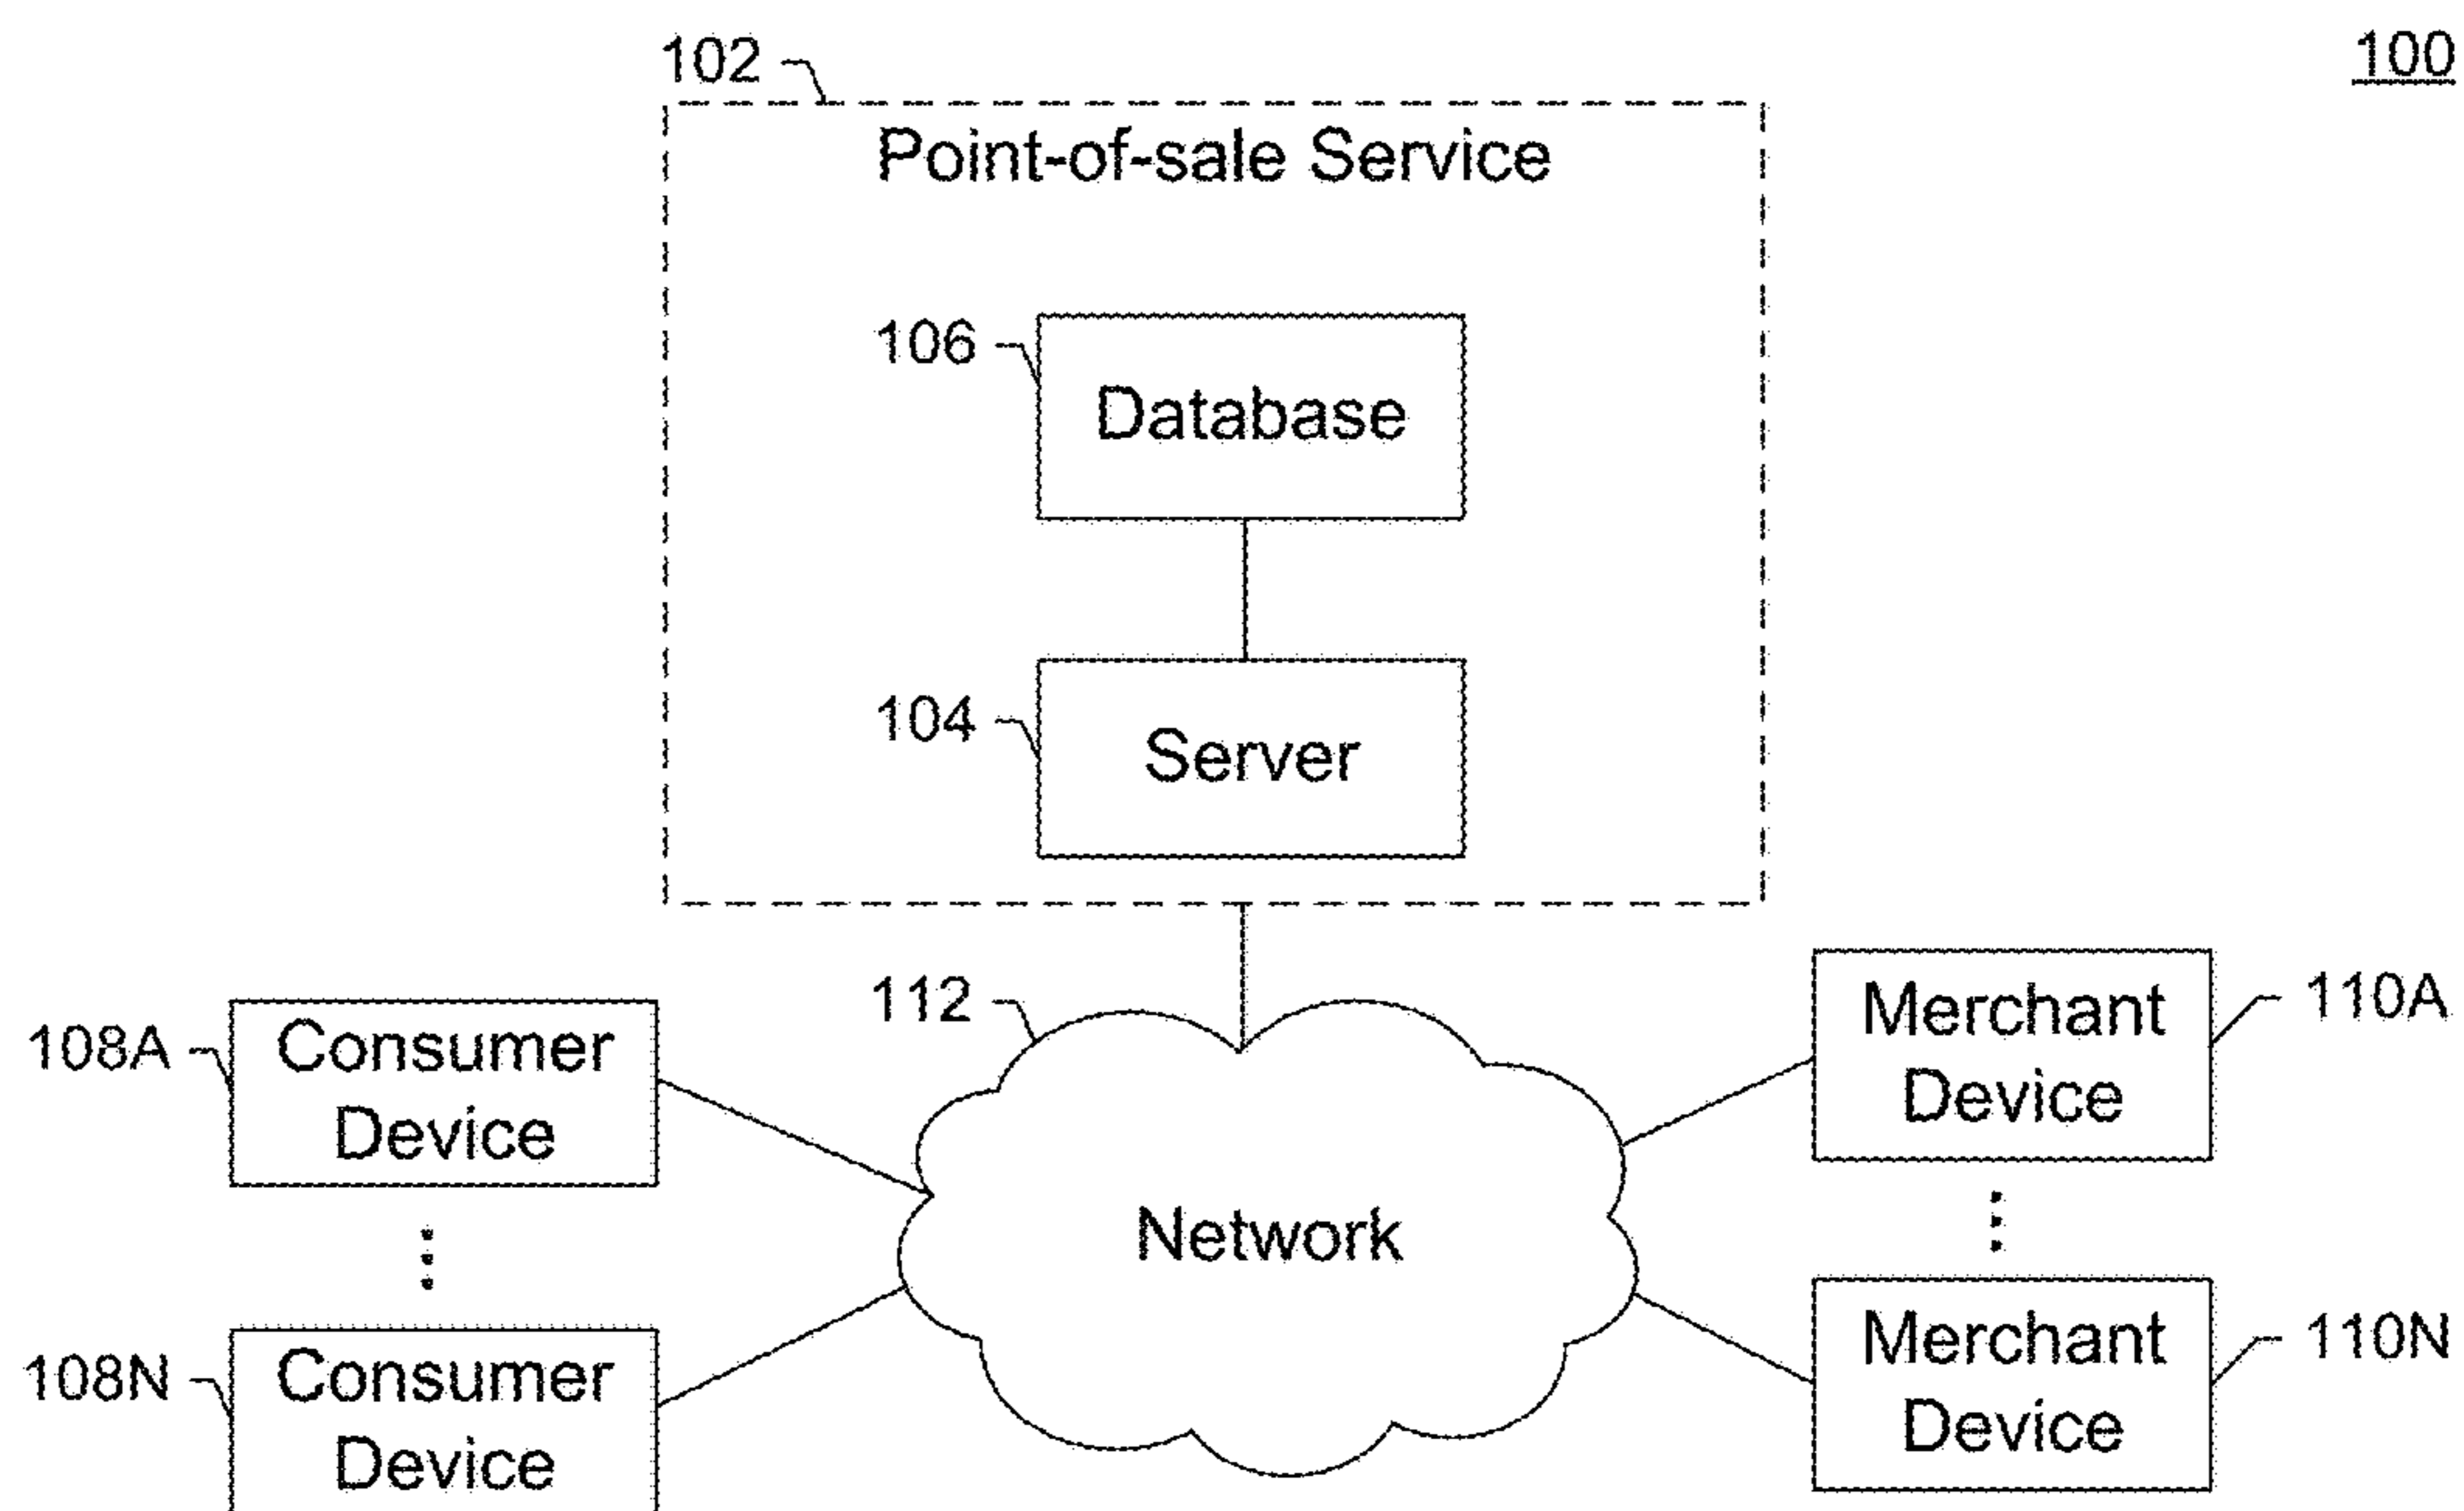 100
102
Point-of-sale Service
106
Database
104
Server
112
108A
Consumer
Device
108N
Consumer
Device
Network
Merchant
Device
110A
Merchant
Device
110N